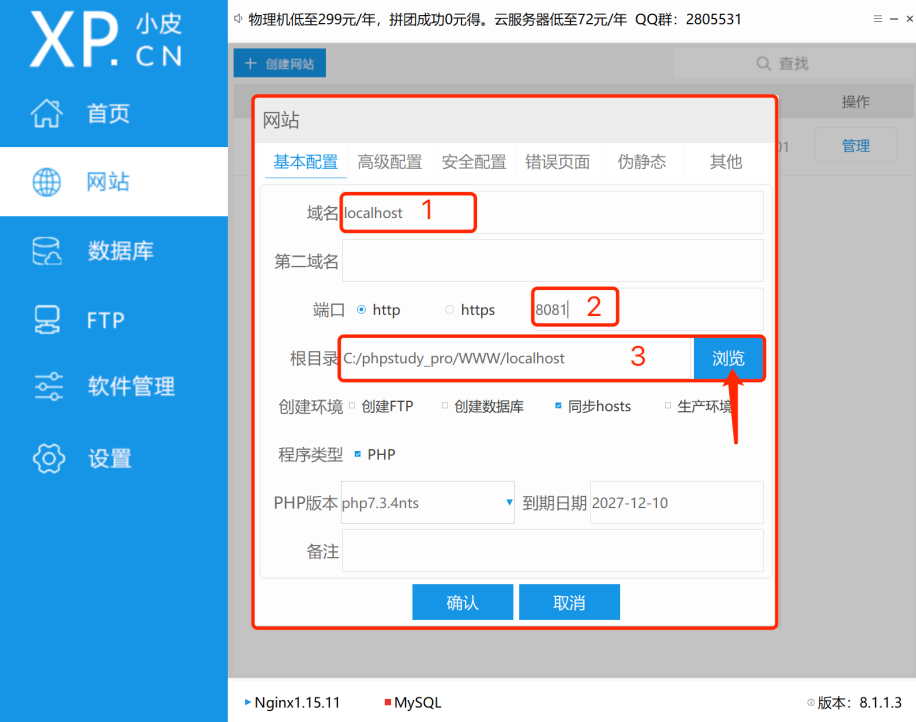 XP.CN 小皮
物理机低至299元/年，拼团成功0元得。云服务器低至72元/年 QQ群：2805531
首页
网站
数据库
FTP
软件管理
设置
创建网站
查找
操作
01
管理
网站
基本配置 高级配置 安全配置 错误页面 伪静态 其他
域名 localhost 1
第二域名
端口 http https 8081 2
根目录 C:/phpstudy_pro/WWW/localhost 3 浏览
创建环境 创建FTP 创建数据库 同步hosts 生产环境
程序类型 PHP
PHP版本 php7.3.4nts 到期日期 2027-12-10
备注
确认 取消
Nginx1.15.11 MySQL 版本：8.1.1.3